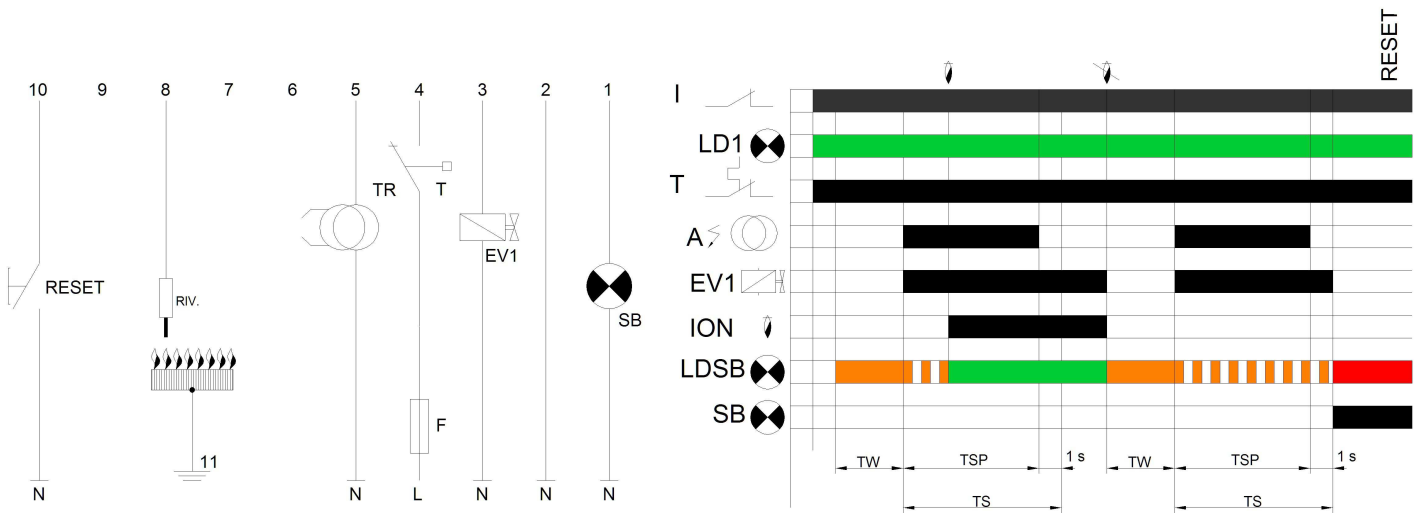 10 9 8 7 6 5 4 3 2 1
TR T
EV1
RESET
RIV.
SB
F
11
N N L N N N
RESET
I
LD1
T
A
EV1
ION
LDSB
SB
TW TSP 1 s TW TSP 1 s
TS TS